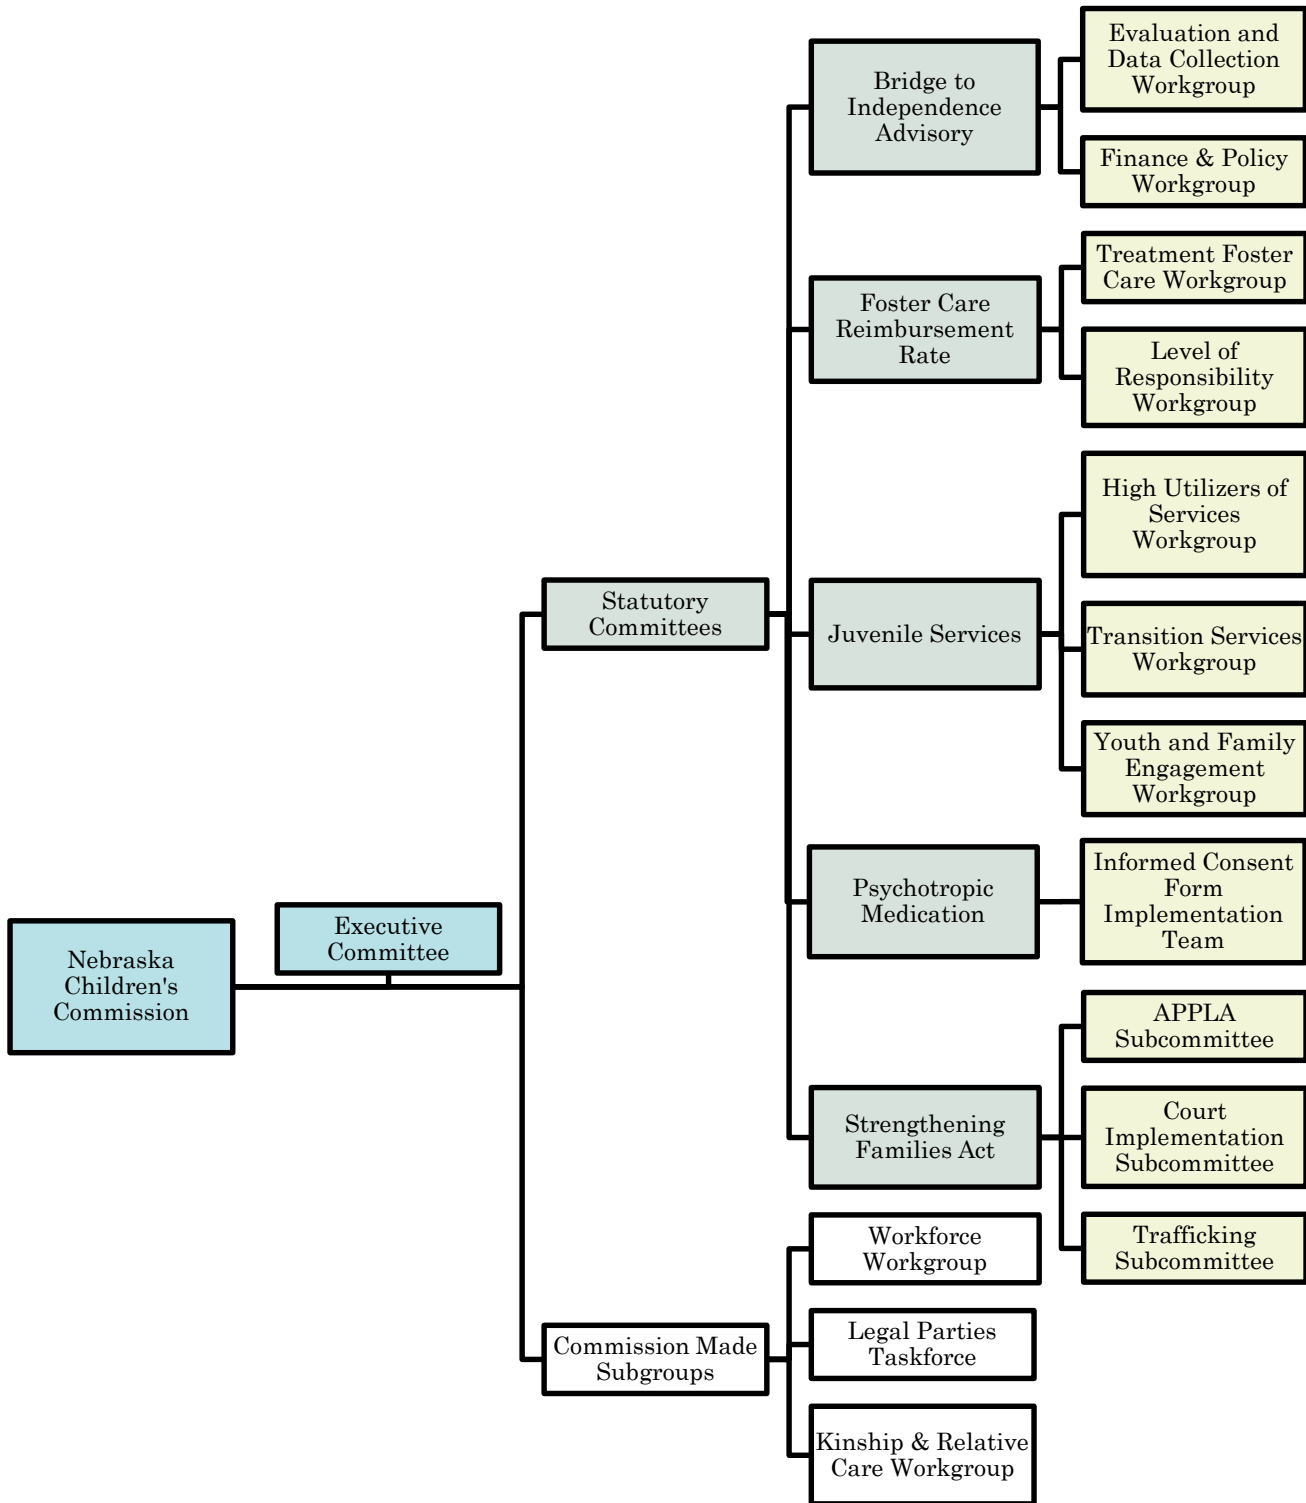 Nebraska
Children's
Commission
Executive
Committee
Statutory
Committees
Bridge to
Independence
Advisory
Evaluation and
Data Collection
Workgroup
Finance & Policy
Workgroup
Foster Care
Reimbursement
Rate
Treatment Foster
Care Workgroup
Level of
Responsibility
Workgroup
Juvenile Services
High Utilizers of
Services
Workgroup
Transition Services
Workgroup
Youth and Family
Engagement
Workgroup
Psychotropic
Medication
Informed Consent
Form
Implementation
Team
Strengthening
Families Act
APPLA
Subcommittee
Court
Implementation
Subcommittee
Trafficking
Subcommittee
Commission Made
Subgroups
Workforce
Workgroup
Legal Parties
Taskforce
Kinship & Relative
Care Workgroup